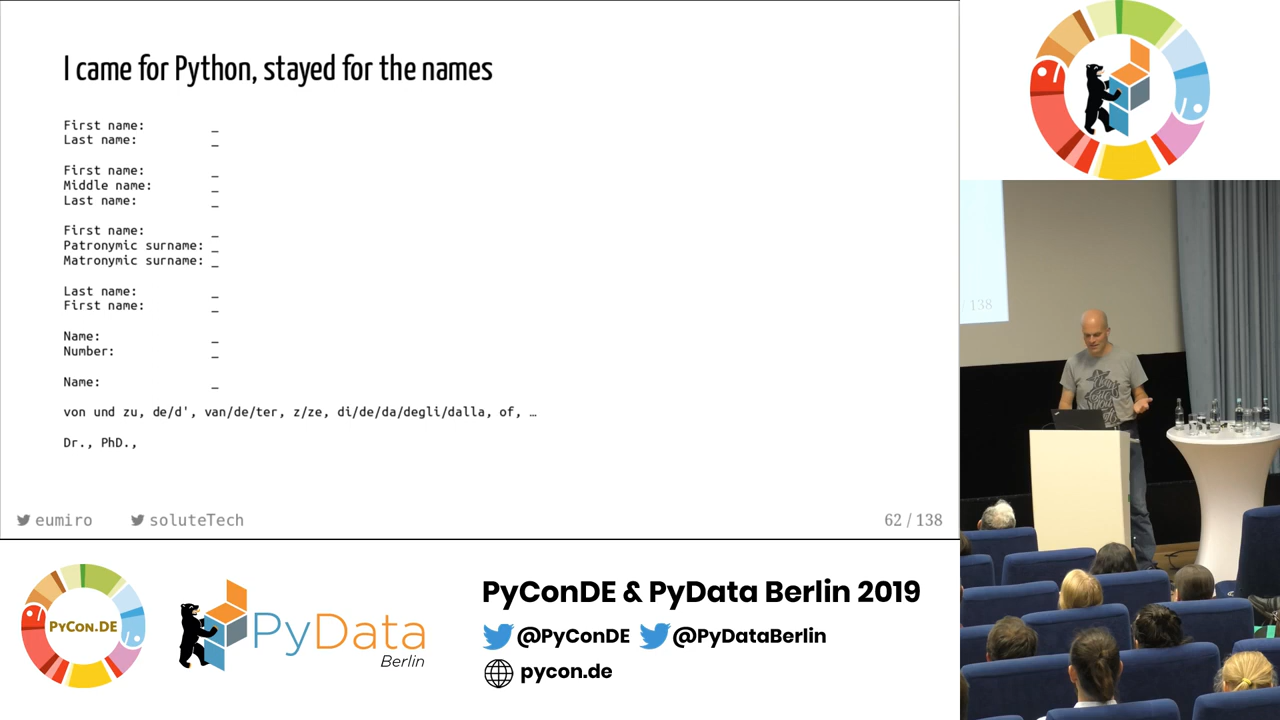 I came for Python, stayed for the names
First name: _
Last name: _
First name: _
Middle name: _
Last name: _
First name: _
Patronymic surname: _
Matronymic surname: _
Last name: _
First name: _
Name: _
Number: _
Name: _
von und zu, de/d', van/de/ter, z/ze, di/de/da/degli/dalla, of, …
Dr., PhD.,
eumiro soluteTech 62 / 138
/ 138
PyCon.DE
PyData
Berlin
PyConDE & PyData Berlin 2019
@PyConDE @PyDataBerlin
pycon.de